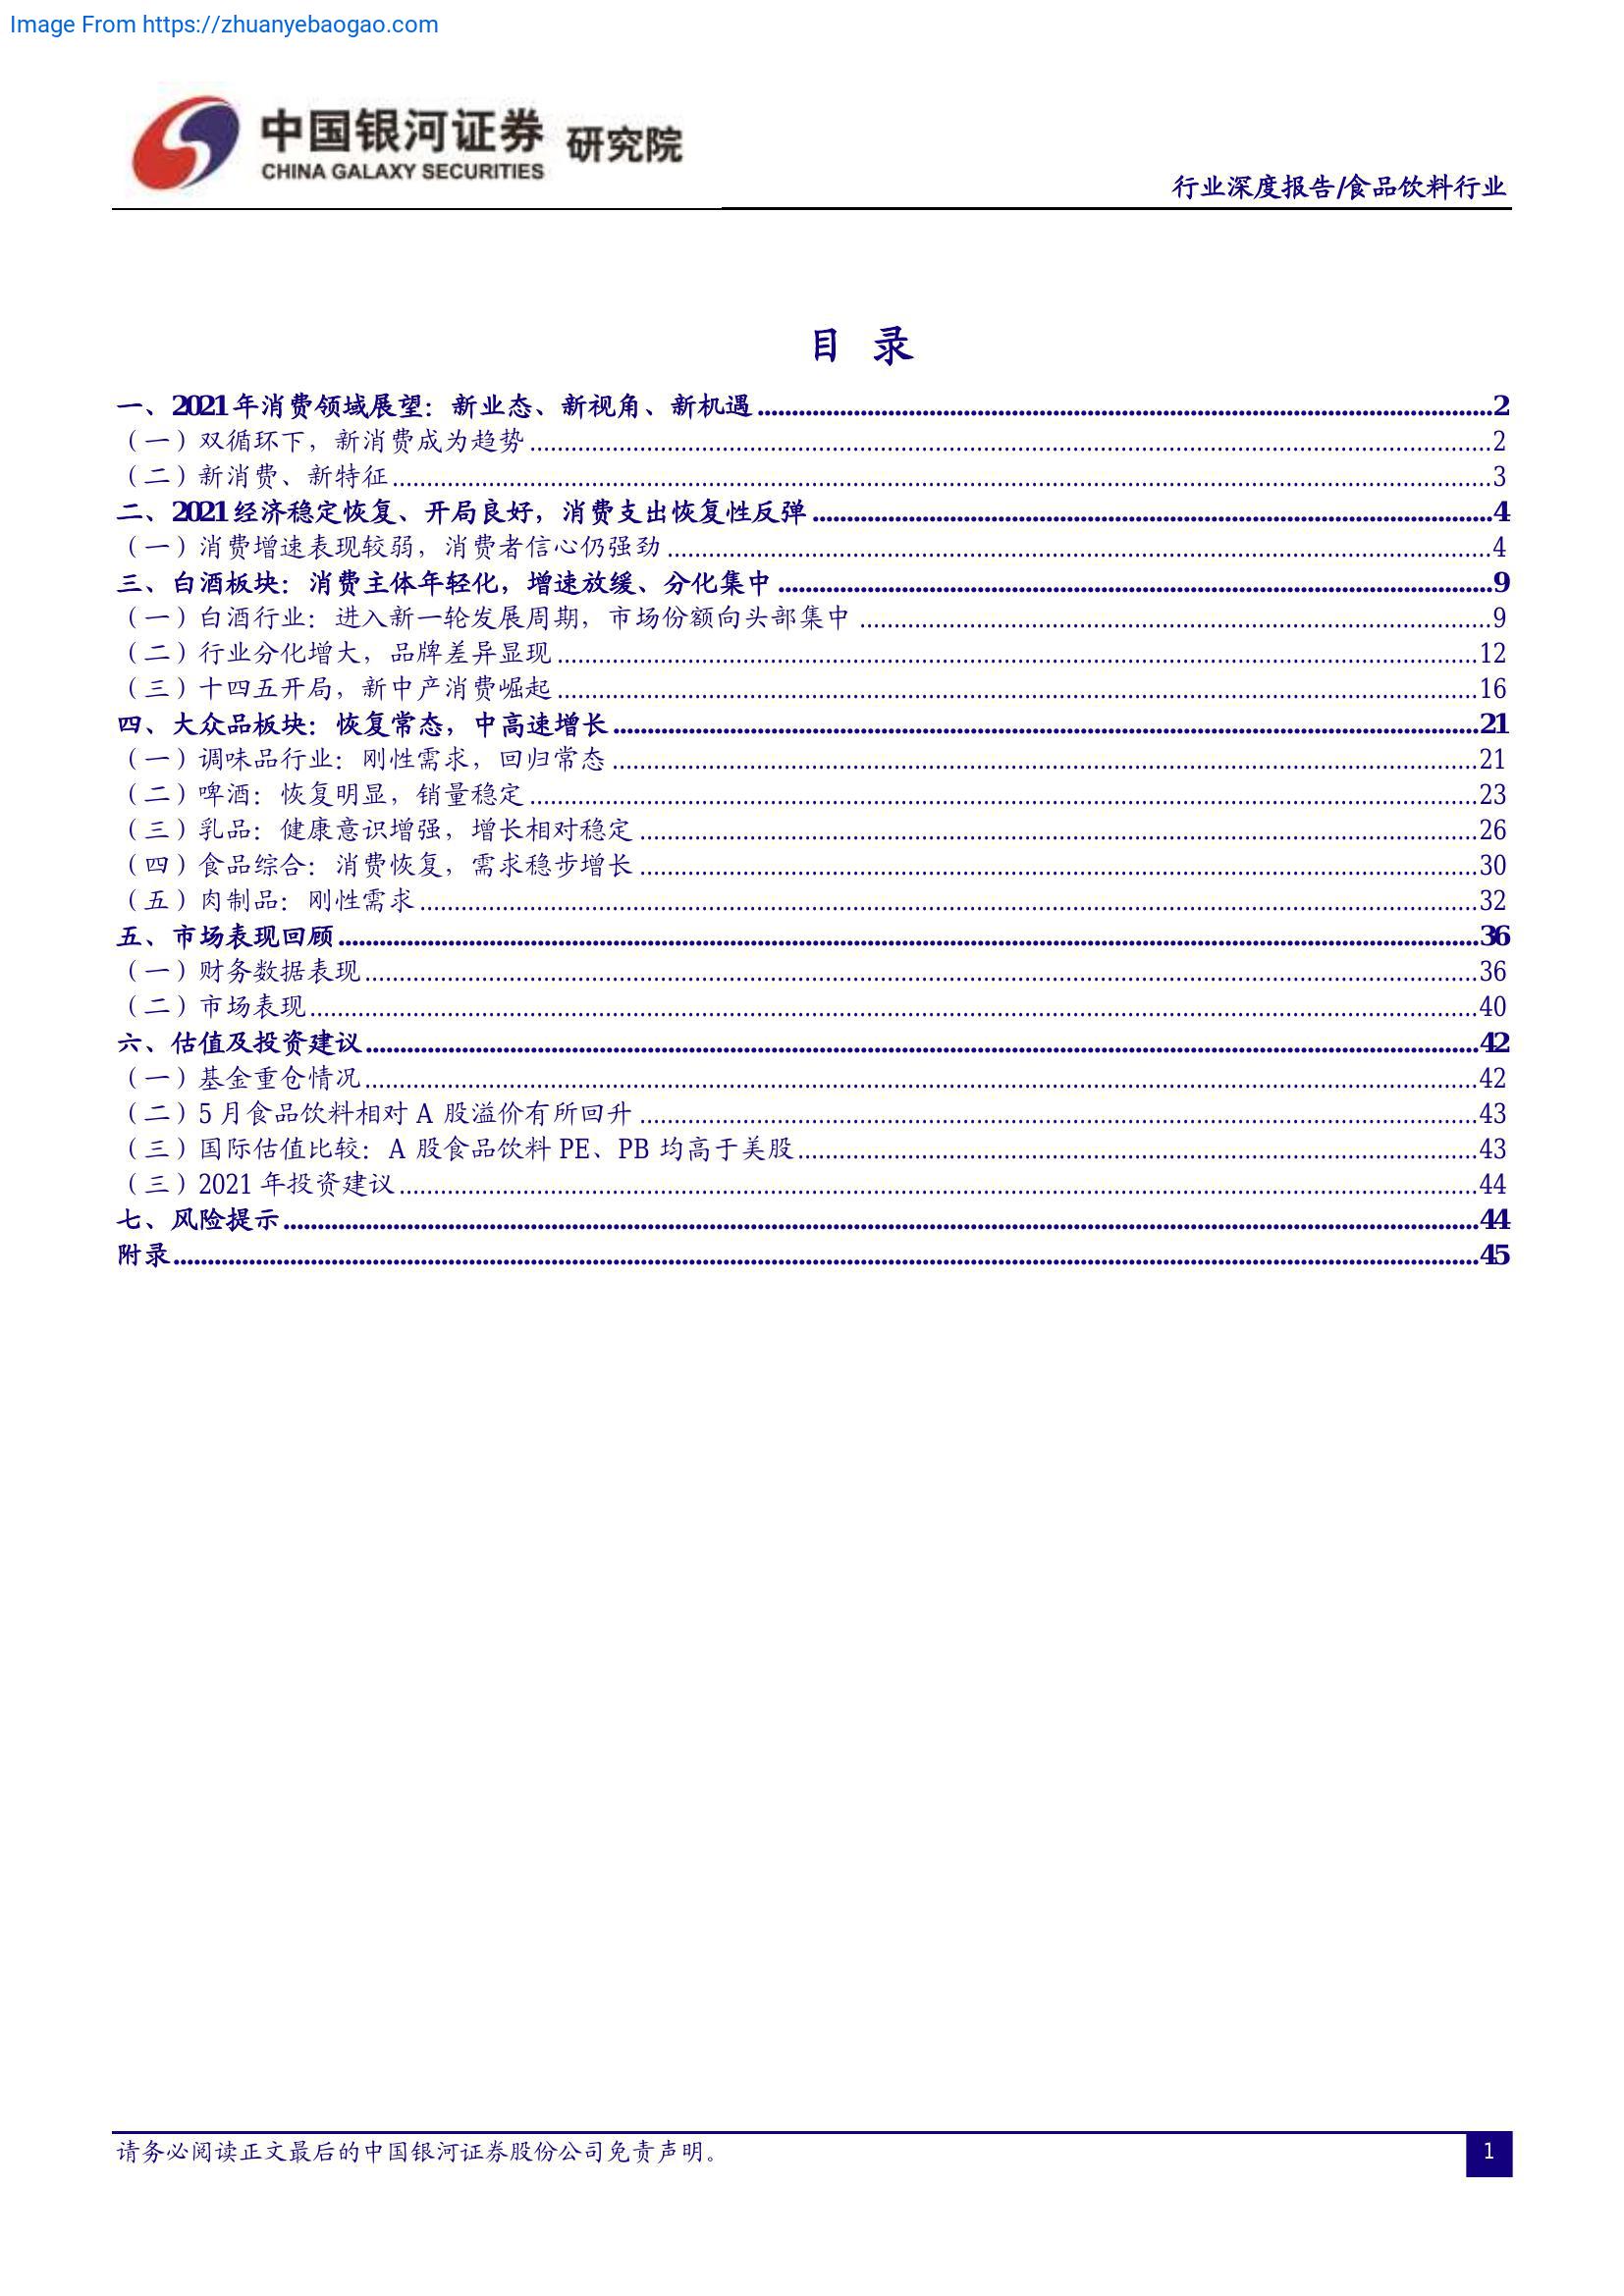 Image From https://zhuanyebaogao.com
中国银河证券 研究院
CHINA GALAXY SECURITIES
行业深度报告/食品饮料行业
目 录
一、2021 年消费领域展望：新业态、新视角、新机遇 2
（一）双循环下，新消费成为趋势 2
（二）新消费、新特征 3
二、2021 经济稳定恢复、开局良好，消费支出恢复性反弹 4
（一）消费增速表现较弱，消费者信心仍强劲 4
三、白酒板块：消费主体年轻化，增速放缓、分化集中 9
（一）白酒行业：进入新一轮发展周期，市场份额向头部集中 9
（二）行业分化增大，品牌差异显现 12
（三）十四五开局，新中产消费崛起 16
四、大众品板块：恢复常态，中高速增长 21
（一）调味品行业：刚性需求，回归常态 21
（二）啤酒：恢复明显，销量稳定 23
（三）乳品：健康意识增强，增长相对稳定 26
（四）食品综合：消费恢复，需求稳步增长 30
（五）肉制品：刚性需求 32
五、市场表现回顾 36
（一）财务数据表现 36
（二）市场表现 40
六、估值及投资建议 42
（一）基金重仓情况 42
（二）5 月食品饮料相对 A 股溢价有所回升 43
（三）国际估值比较：A 股食品饮料 PE、PB 均高于美股 43
（三）2021 年投资建议 44
七、风险提示 44
附录 45
请务必阅读正文最后的中国银河证券股份公司免责声明。
1